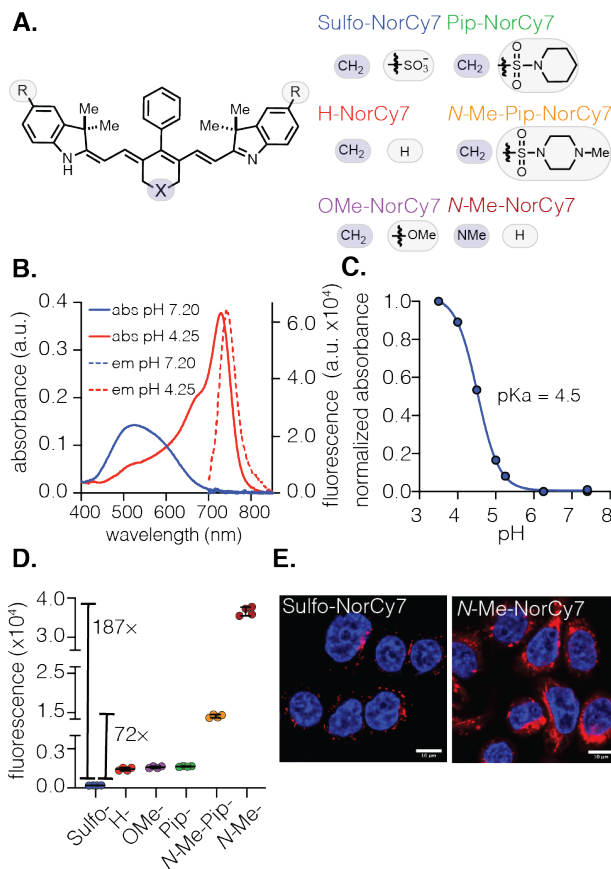 A.
Sulfo-NorCy7 Pip-NorCy7
CH2 SO3− CH2 O S O N
R R
Me Me Me Me
N H N
X
H-NorCy7 N-Me-Pip-NorCy7
CH2 H CH2 O S O N N-Me
OMe-NorCy7 N-Me-NorCy7
CH2 OMe NMe H
B.
abs pH 7.20
abs pH 4.25
em pH 7.20
em pH 4.25
absorbance (a.u.)
0.4
0.3
0.2
0.1
0.0
400 500 600 700 800
wavelength (nm)
6.0
4.0
2.0
0.0
fluorescence (a.u. x10⁴)
C.
normalized absorbance
1.0
0.8
0.6
0.4
0.2
0.0
pKa = 4.5
3 4 5 6 7 8
pH
D.
fluorescence (x10⁴)
4.0
3.0
2.5
1.5
0.3
0.0
187×
72×
Sulfo- H- OMe- Pip- N-Me-Pip- N-Me-
E.
Sulfo-NorCy7 N-Me-NorCy7
10 μm 10 μm